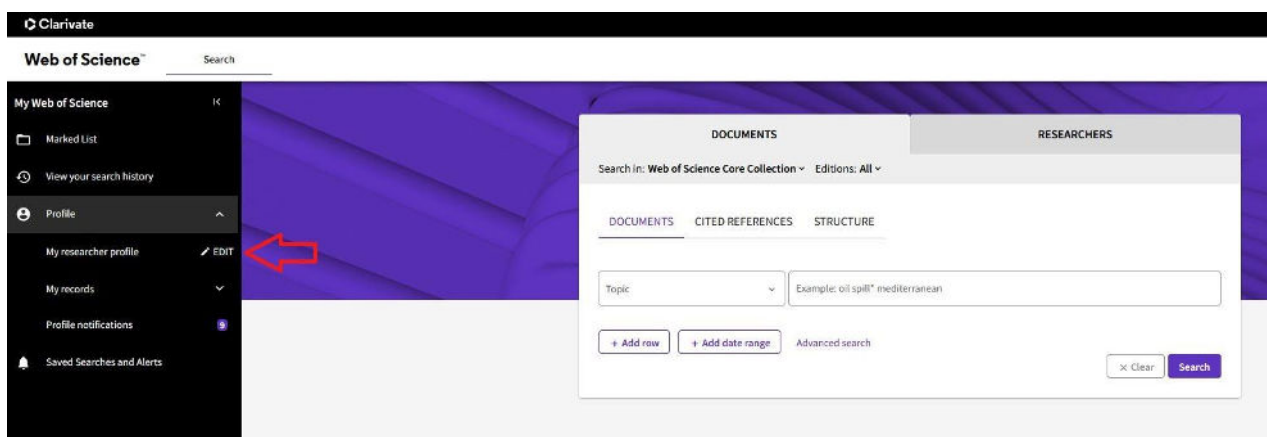 Clarivate
Web of Science™ Search
My Web of Science
Marked List
View your search history
Profile
My researcher profile EDIT
My records
Profile notifications 9
Saved Searches and Alerts
DOCUMENTS RESEARCHERS
Search in: Web of Science Core Collection Editions: All
DOCUMENTS CITED REFERENCES STRUCTURE
Topic Example: oil spill* mediterranean
+ Add row + Add date range Advanced search
× Clear Search